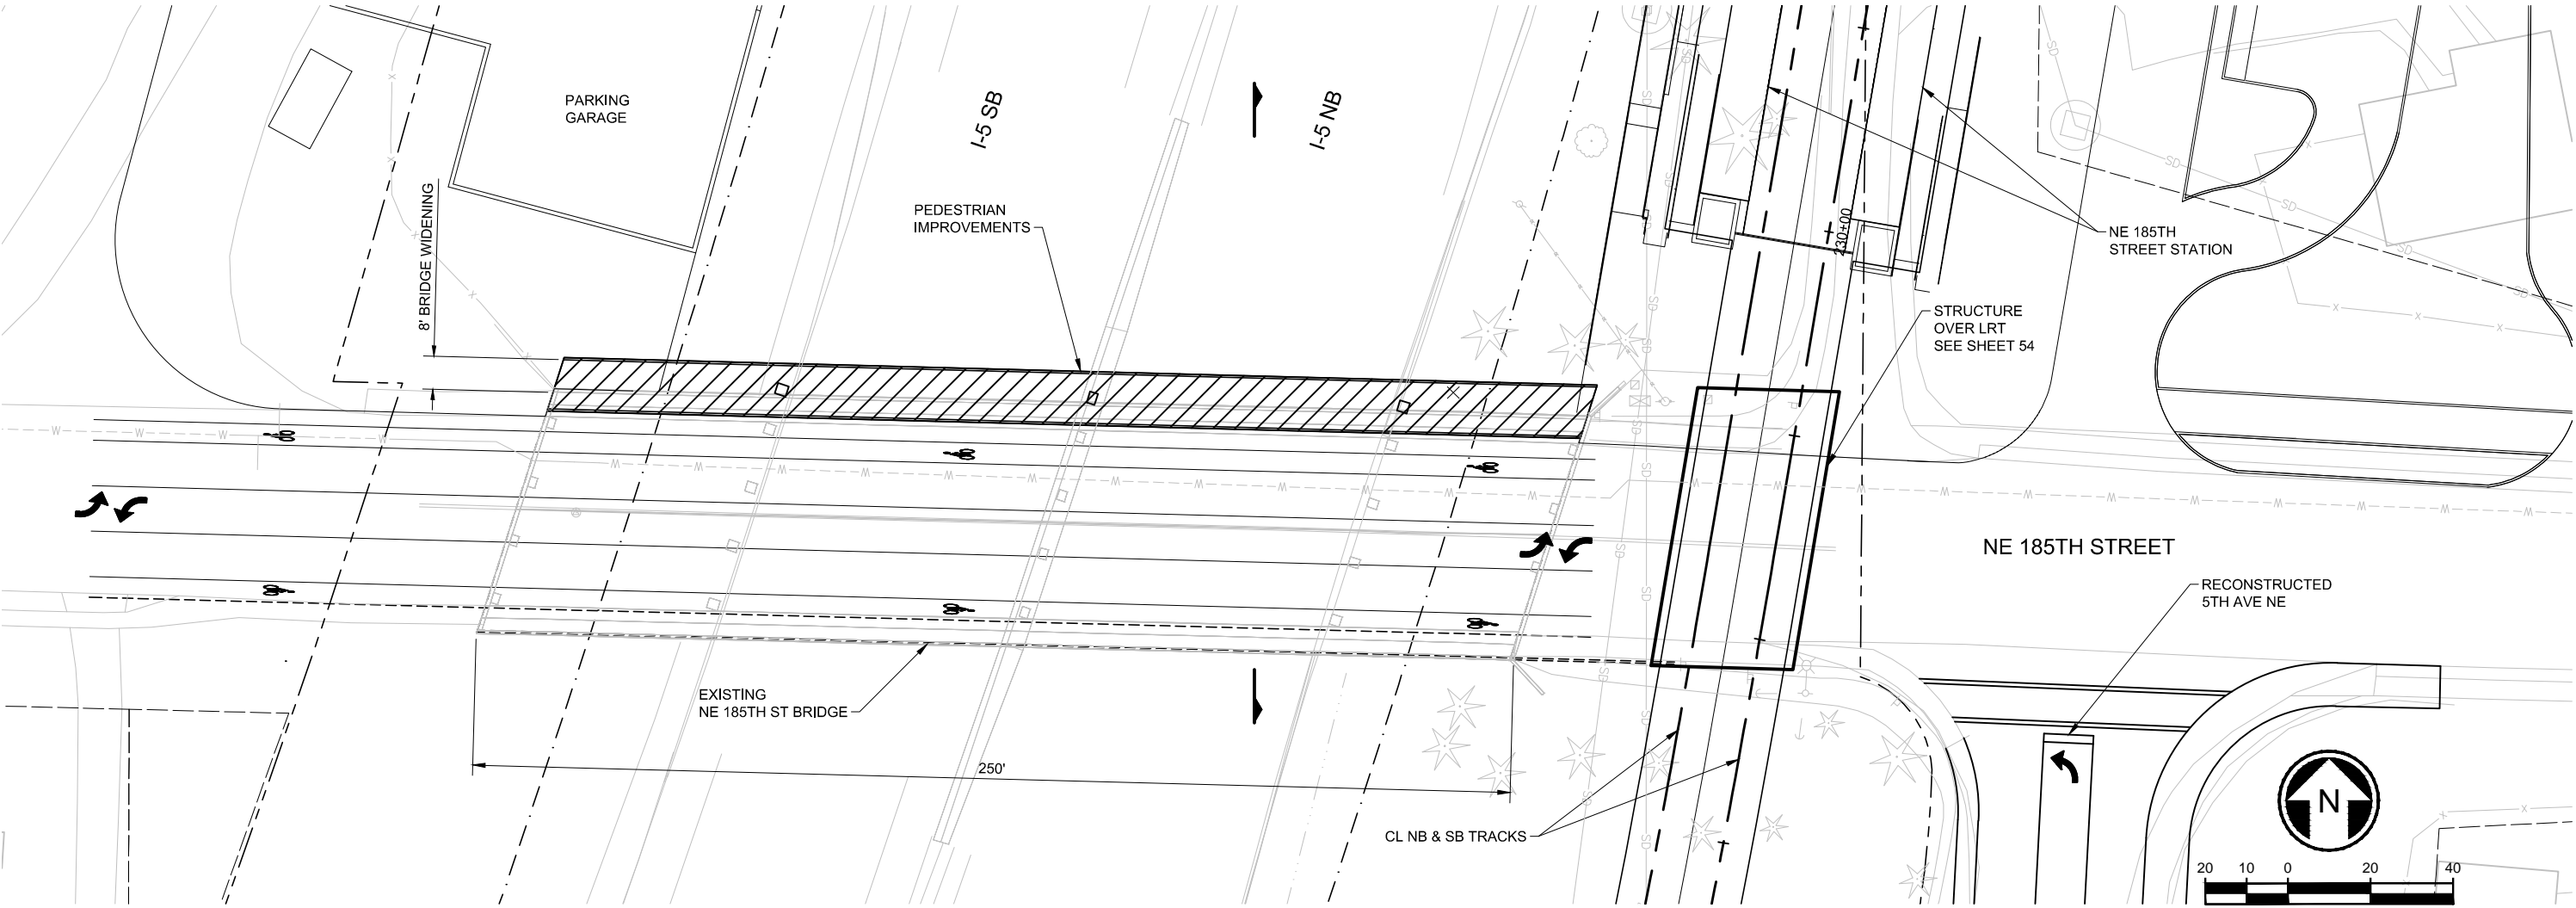 PARKING
GARAGE
I-5 SB
I-5 NB
8' BRIDGE WIDENING
PEDESTRIAN
IMPROVEMENTS
230+00
NE 185TH
STREET STATION
STRUCTURE
OVER LRT
SEE SHEET 54
NE 185TH STREET
RECONSTRUCTED
5TH AVE NE
EXISTING
NE 185TH ST BRIDGE
250'
CL NB & SB TRACKS
N
20 10 0 20 40